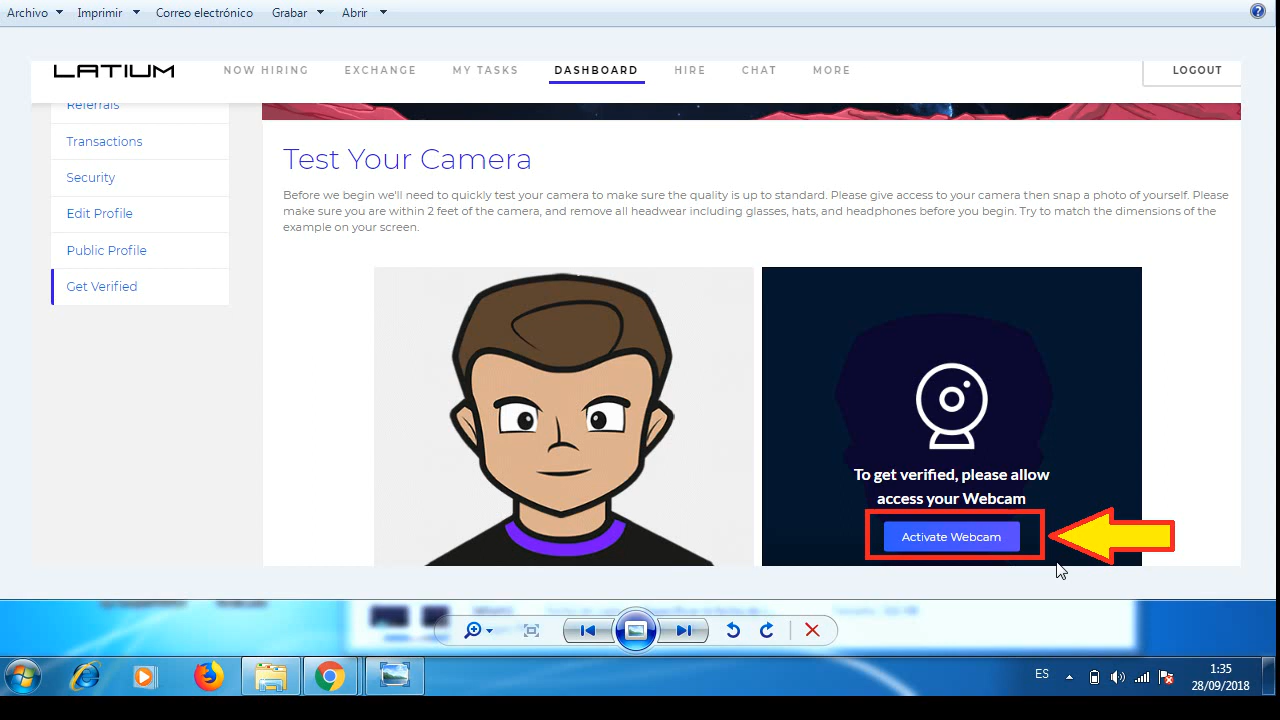 Archivo Imprimir Correo electrónico Grabar Abrir
LATIUM NOW HIRING EXCHANGE MY TASKS DASHBOARD HIRE CHAT MORE LOGOUT
Referrals
Transactions
Security
Edit Profile
Public Profile
Get Verified
Test Your Camera
Before we begin we'll need to quickly test your camera to make sure the quality is up to standard. Please give access to your camera then snap a photo of yourself. Please
make sure you are within 2 feet of the camera, and remove all headwear including glasses, hats, and headphones before you begin. Try to match the dimensions of the
example on your screen.
To get verified, please allow
access your Webcam
Activate Webcam
ES
1:35
28/09/2018